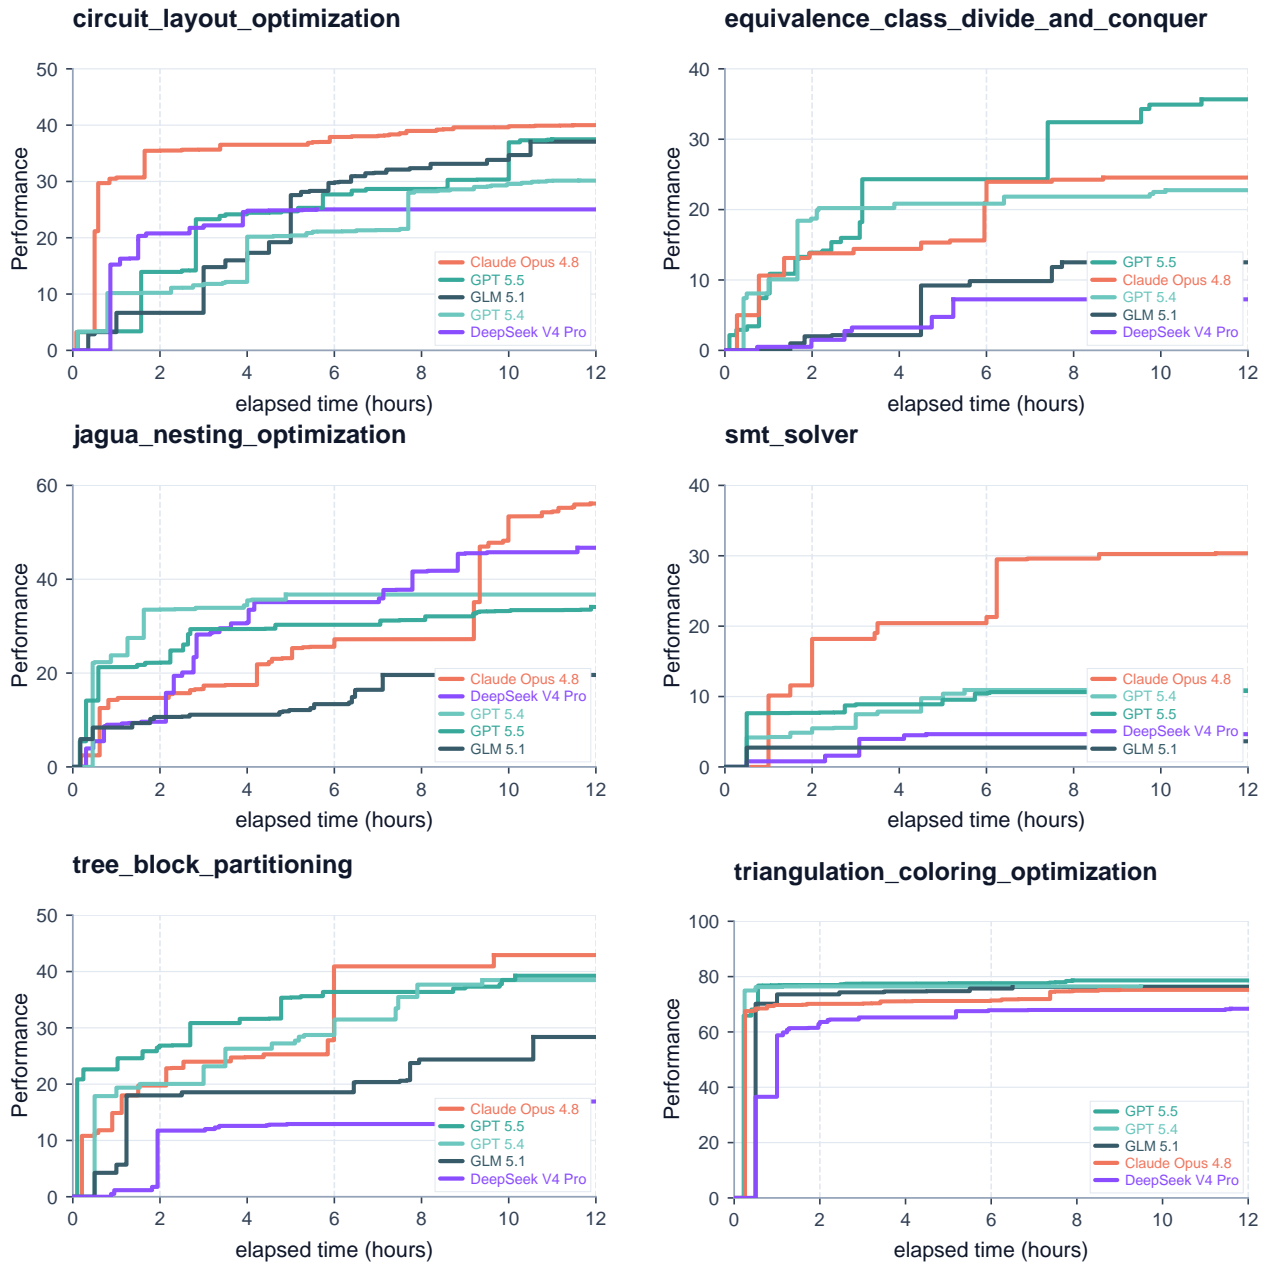 circuit_layout_optimization
50
40
30
20
10
0
Performance
0 2 4 6 8 10 12
elapsed time (hours)
Claude Opus 4.8
GPT 5.5
GLM 5.1
GPT 5.4
DeepSeek V4 Pro
equivalence_class_divide_and_conquer
40
30
20
10
0
Performance
0 2 4 6 8 10 12
elapsed time (hours)
GPT 5.5
Claude Opus 4.8
GPT 5.4
GLM 5.1
DeepSeek V4 Pro
jagua_nesting_optimization
60
40
20
0
Performance
0 2 4 6 8 10 12
elapsed time (hours)
Claude Opus 4.8
DeepSeek V4 Pro
GPT 5.4
GPT 5.5
GLM 5.1
smt_solver
40
30
20
10
0
Performance
0 2 4 6 8 10 12
elapsed time (hours)
Claude Opus 4.8
GPT 5.4
GPT 5.5
DeepSeek V4 Pro
GLM 5.1
tree_block_partitioning
50
40
30
20
10
0
Performance
0 2 4 6 8 10 12
elapsed time (hours)
Claude Opus 4.8
GPT 5.5
GPT 5.4
GLM 5.1
DeepSeek V4 Pro
triangulation_coloring_optimization
100
80
60
40
20
0
Performance
0 2 4 6 8 10 12
elapsed time (hours)
GPT 5.5
GPT 5.4
GLM 5.1
Claude Opus 4.8
DeepSeek V4 Pro